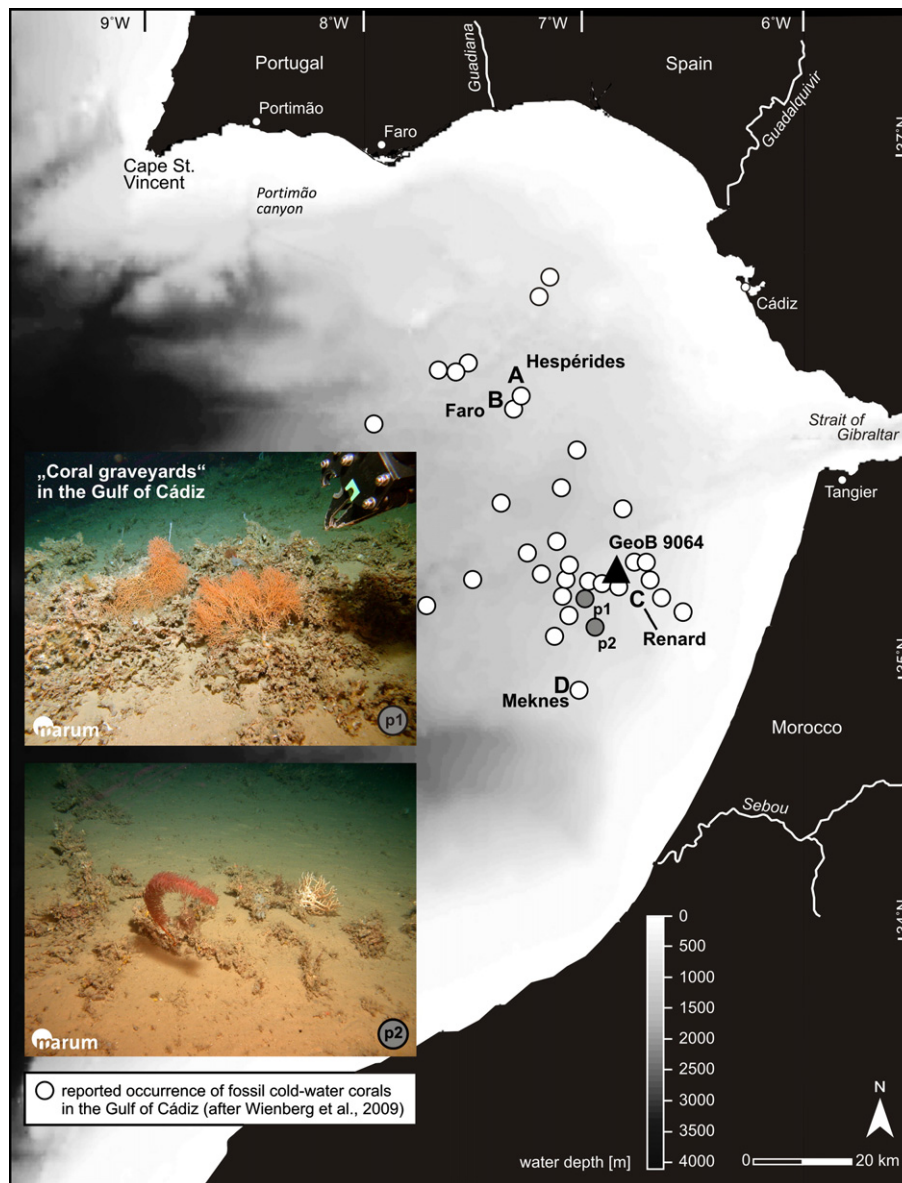 9°W
8°W
7°W
6°W
Portugal
Spain
Guadiana
Guadalquivir
Portimão
Faro
37°N
Cape St.
Vincent
Portimão
canyon
Cádiz
Hespérides
A
B
Faro
Strait of
Gibraltar
Tangier
„Coral graveyards“
in the Gulf of Cádiz
GeoB 9064
p1
C
p2
Renard
35°N
D
Meknes
marum
p1
Morocco
Sebou
34°N
0
500
1000
1500
2000
2500
3000
3500
4000
marum
p2
reported occurrence of fossil cold-water corals
in the Gulf of Cádiz (after Wienberg et al., 2009)
water depth [m]
N
0 20 km